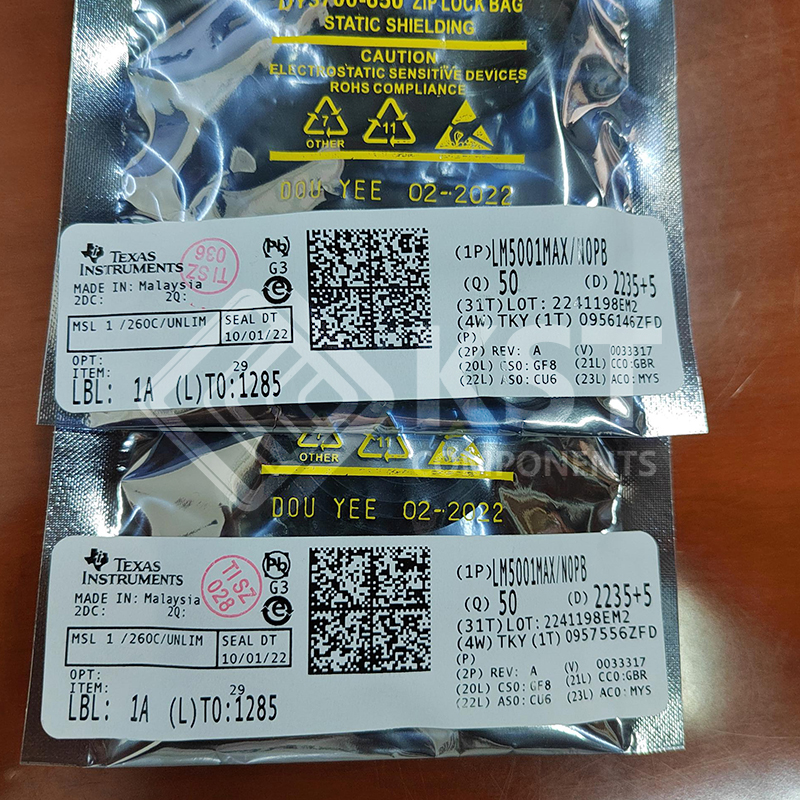 ZIP LOCK BAG
STATIC SHIELDING
CAUTION
ELECTROSTATIC SENSITIVE DEVICES
ROHS COMPLIANCE
7
OTHER
11
DOU YEE 02-2022
TEXAS
INSTRUMENTS
TI SZ
036
Pb
G3
e
MADE IN: Malaysia
2DC: 2Q:
MSL 1 /260C/UNLIM
SEAL DT
10/01/22
OPT:
ITEM:
29
LBL: 1A (L)TO:1285
(1P)LM5001MAX/NOPB
(Q) 50 (D) 2235+5
(31T)LOT: 2241198EM2
(4W) TKY (1T) 0956146ZFD
(P)
(2P) REV: A (V) 0033317
(20L) CSO:GF8 (21L) CCO:GBR
(22L) ASO:CU6 (23L) ACO:MYS
KST
COMPONENTS
OTHER
11
DOU YEE 02-2022
TEXAS
INSTRUMENTS
TI SZ
028
Pb
G3
e
MADE IN: Malaysia
2DC: 2Q:
MSL 1 /260C/UNLIM
SEAL DT
10/01/22
OPT:
ITEM:
29
LBL: 1A (L)TO:1285
(1P)LM5001MAX/NOPB
(Q) 50 (D) 2235+5
(31T)LOT: 2241198EM2
(4W) TKY (1T) 0957556ZFD
(P)
(2P) REV: A (V) 0033317
(20L) CSO:GF8 (21L) CCO:GBR
(22L) ASO:CU6 (23L) ACO:MYS